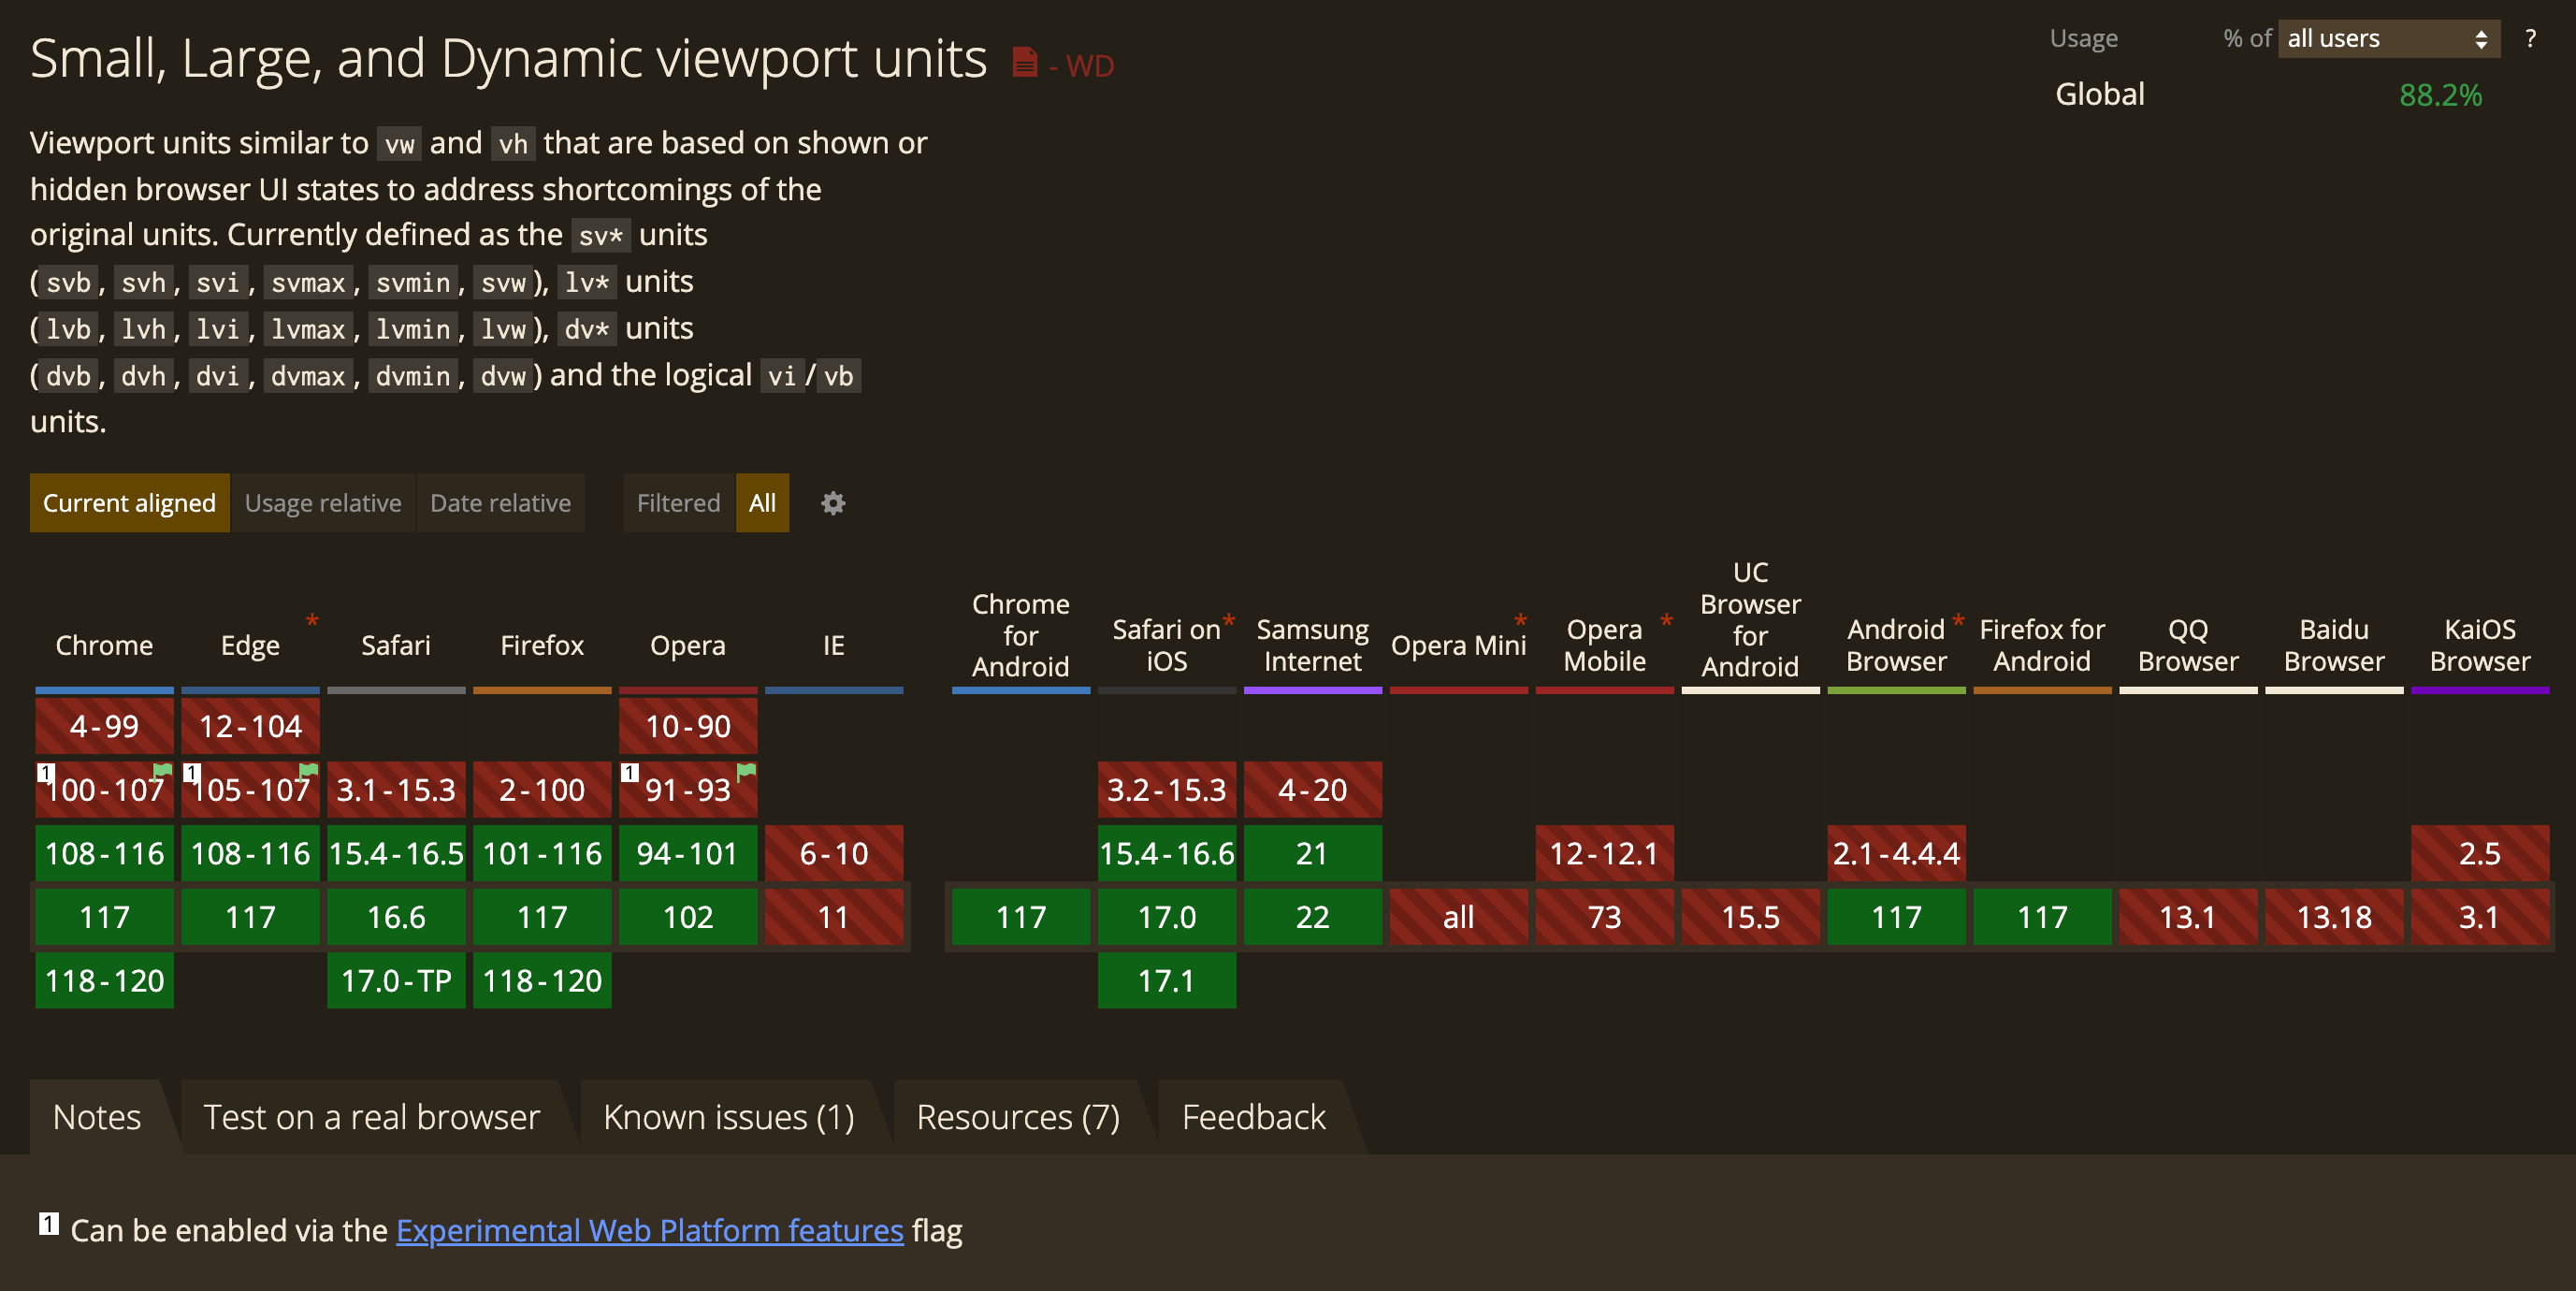 Small, Large, and Dynamic viewport units - WD
Usage % of all users ?
Global 88.2%
Viewport units similar to vw and vh that are based on shown or
hidden browser UI states to address shortcomings of the
original units. Currently defined as the sv* units
(svb, svh, svi, svmax, svmin, svw), lv* units
(lvb, lvh, lvi, lvmax, lvmin, lvw), dv* units
(dvb, dvh, dvi, dvmax, dvmin, dvw) and the logical vi/vb
units.
Current aligned Usage relative Date relative Filtered All
Chrome Edge * Safari Firefox Opera IE
Chrome for Android Safari on iOS * Samsung Internet Opera Mini * Opera Mobile * UC Browser for Android Android Browser * Firefox for Android QQ Browser Baidu Browser KaiOS Browser
4-99 12-104 10-90
1 100-107 1 105-107 3.1-15.3 2-100 1 91-93 3.2-15.3 4-20
108-116 108-116 15.4-16.5 101-116 94-101 6-10 15.4-16.6 21 12-12.1 2.1-4.4.4 2.5
117 117 16.6 117 102 11 117 17.0 22 all 73 15.5 117 117 13.1 13.18 3.1
118-120 17.0-TP 118-120 17.1
Notes Test on a real browser Known issues (1) Resources (7) Feedback
1 Can be enabled via the Experimental Web Platform features flag